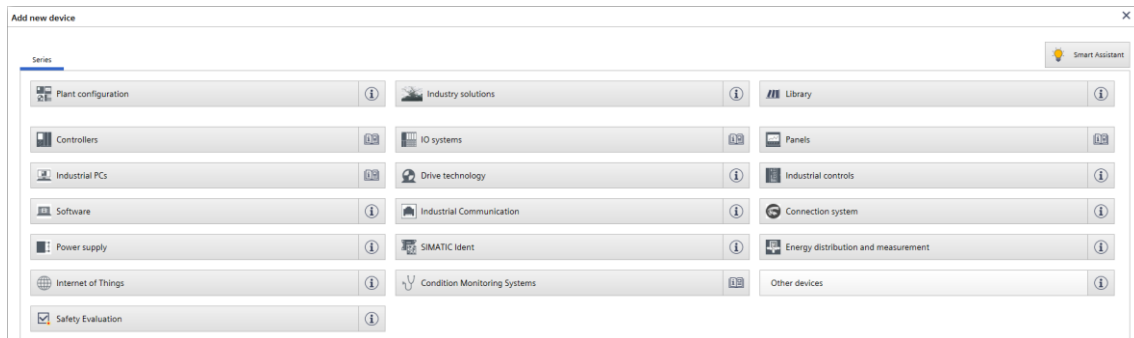 Add new device
Smart Assistant
Series
Plant configuration
Industry solutions
Library
Controllers
IO systems
Panels
Industrial PCs
Drive technology
Industrial controls
Software
Industrial Communication
Connection system
Power supply
SIMATIC Ident
Energy distribution and measurement
Internet of Things
Condition Monitoring Systems
Other devices
Safety Evaluation